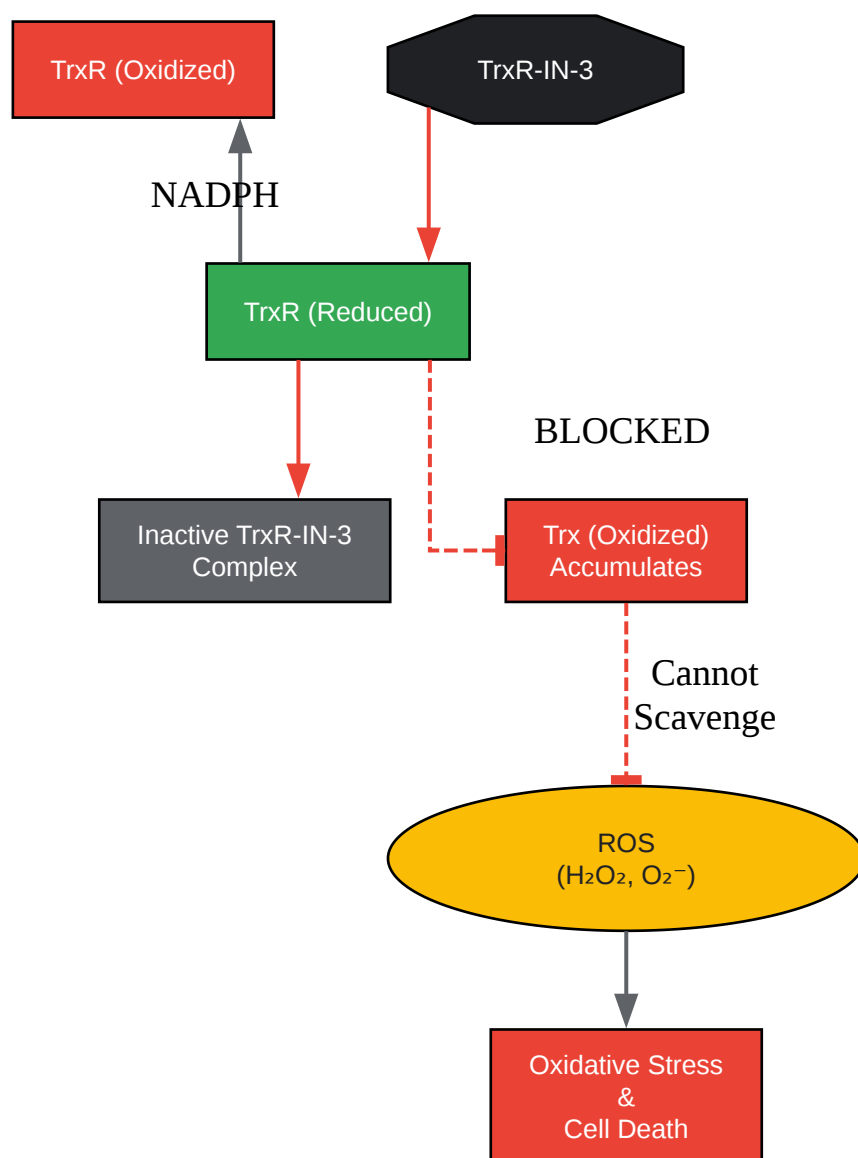 TrxR (Oxidized)
TrxR-IN-3
NADPH
TrxR (Reduced)
BLOCKED
Inactive TrxR-IN-3
Complex
Trx (Oxidized)
Accumulates
Cannot
Scavenge
ROS
(H₂O₂, O₂⁻)
Oxidative Stress
&
Cell Death